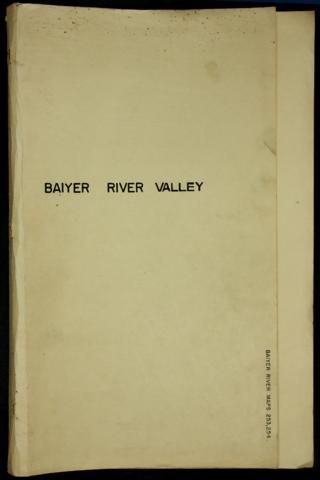 BAIYER RIVER VALLEY
BAIYER RIVER MAPS 253,254.